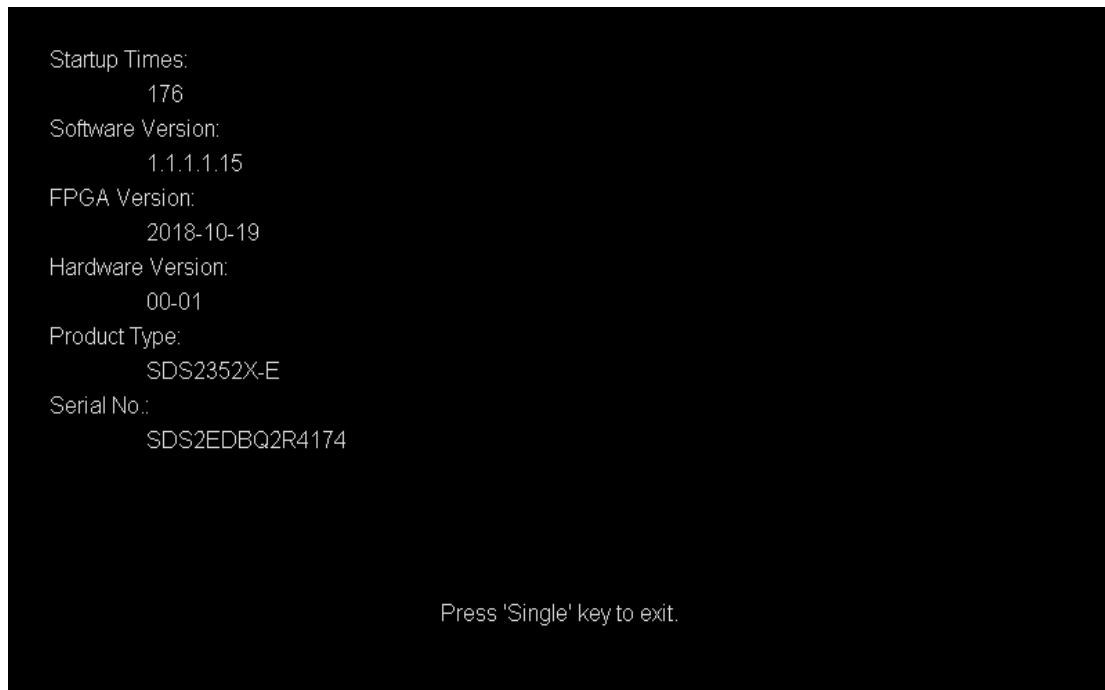 Startup Times:
176
Software Version:
1.1.1.1.15
FPGA Version:
2018-10-19
Hardware Version:
00-01
Product Type:
SDS2352X-E
Serial No.:
SDS2EDBQ2R4174
Press 'Single' key to exit.